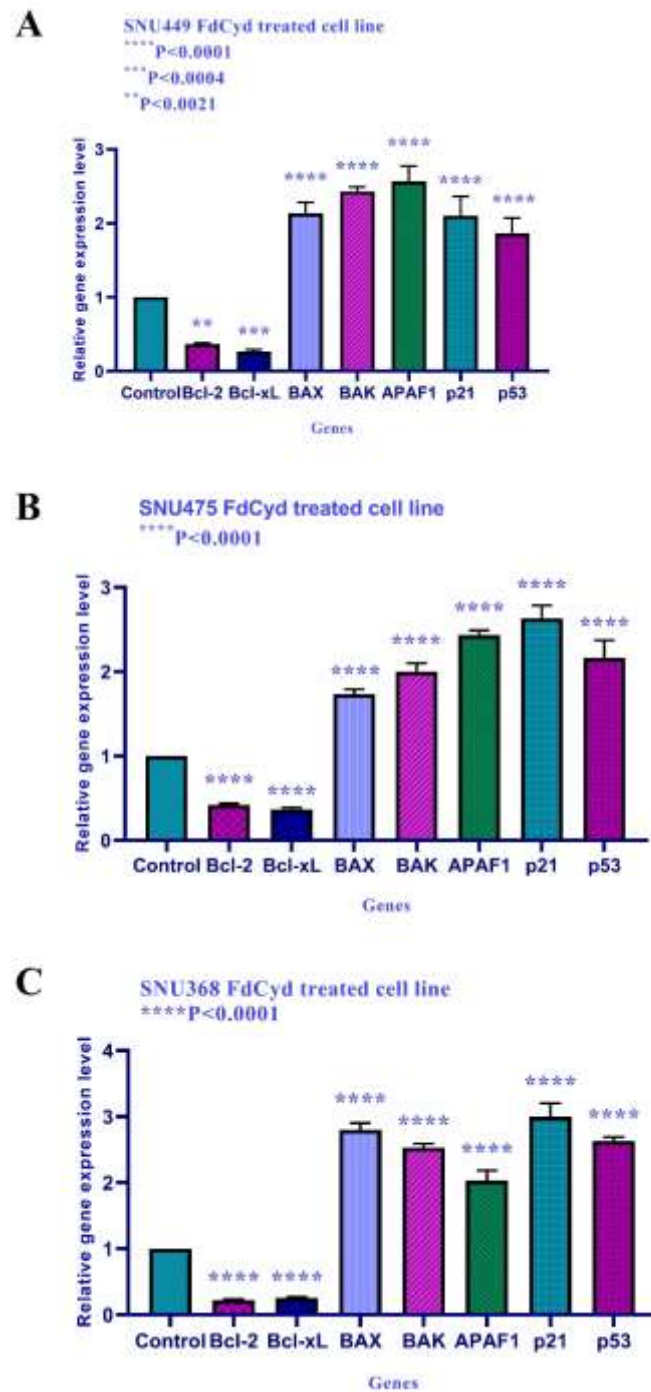 A
SNU449 FdCyd treated cell line
****P<0.0001
***P<0.0004
**P<0.0021
Relative gene expression level
3
2
1
0
** *** **** **** **** **** ****
Control Bcl-2 Bcl-xL BAX BAK APAF1 p21 p53
Genes
B
SNU475 FdCyd treated cell line
****P<0.0001
Relative gene expression level
3
2
1
0
**** **** **** **** **** **** ****
Control Bcl-2 Bcl-xL BAX BAK APAF1 p21 p53
Genes
C
SNU368 FdCyd treated cell line
****P<0.0001
Relative gene expression level
4
3
2
1
0
**** **** **** **** **** **** ****
Control Bcl-2 Bcl-xL BAX BAK APAF1 p21 p53
Genes